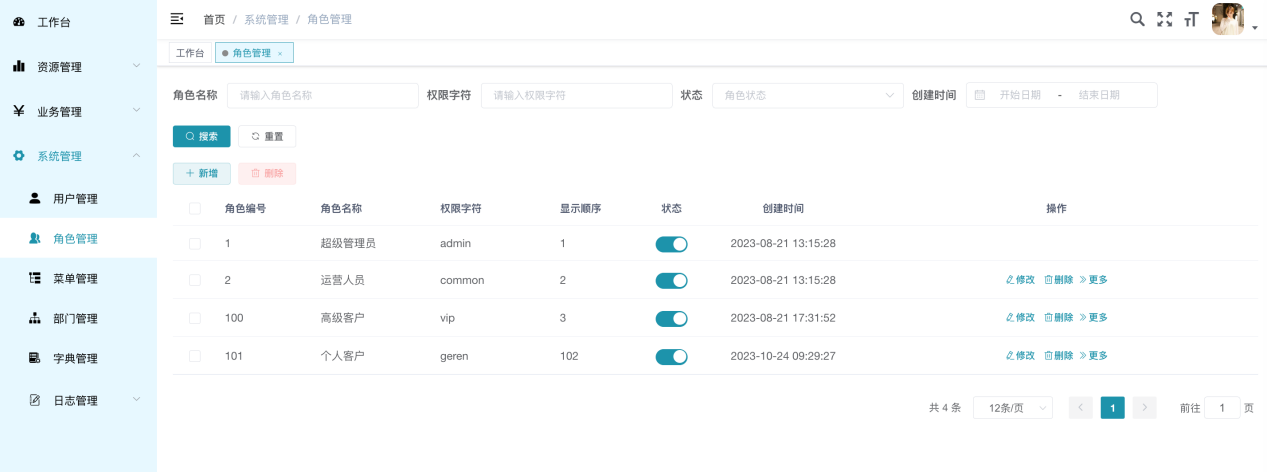 工作台
资源管理
业务管理
系统管理
用户管理
角色管理
菜单管理
部门管理
字典管理
日志管理
首页 / 系统管理 / 角色管理
工作台 角色管理 ×
角色名称 请输入角色名称 权限字符 请输入权限字符 状态 角色状态 创建时间 开始日期 - 结束日期
搜索 重置
+ 新增 删除
角色编号 角色名称 权限字符 显示顺序 状态 创建时间 操作
1 超级管理员 admin 1 2023-08-21 13:15:28
2 运营人员 common 2 2023-08-21 13:15:28 修改 删除 更多
100 高级客户 vip 3 2023-08-21 17:31:52 修改 删除 更多
101 个人客户 geren 102 2023-10-24 09:29:27 修改 删除 更多
共 4 条 12条/页 1 前往 1 页